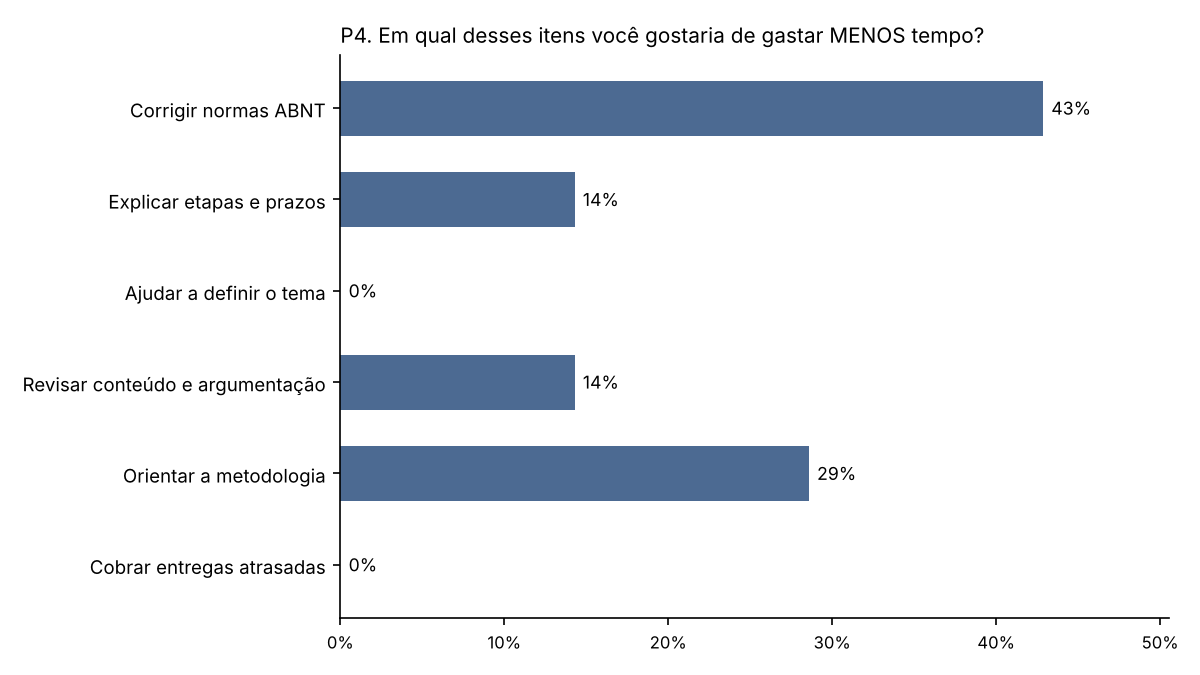 P4. Em qual desses itens você gostaria de gastar MENOS tempo?
Corrigir normas ABNT 43%
Explicar etapas e prazos 14%
Ajudar a definir o tema 0%
Revisar conteúdo e argumentação 14%
Orientar a metodologia 29%
Cobrar entregas atrasadas 0%
0% 10% 20% 30% 40% 50%